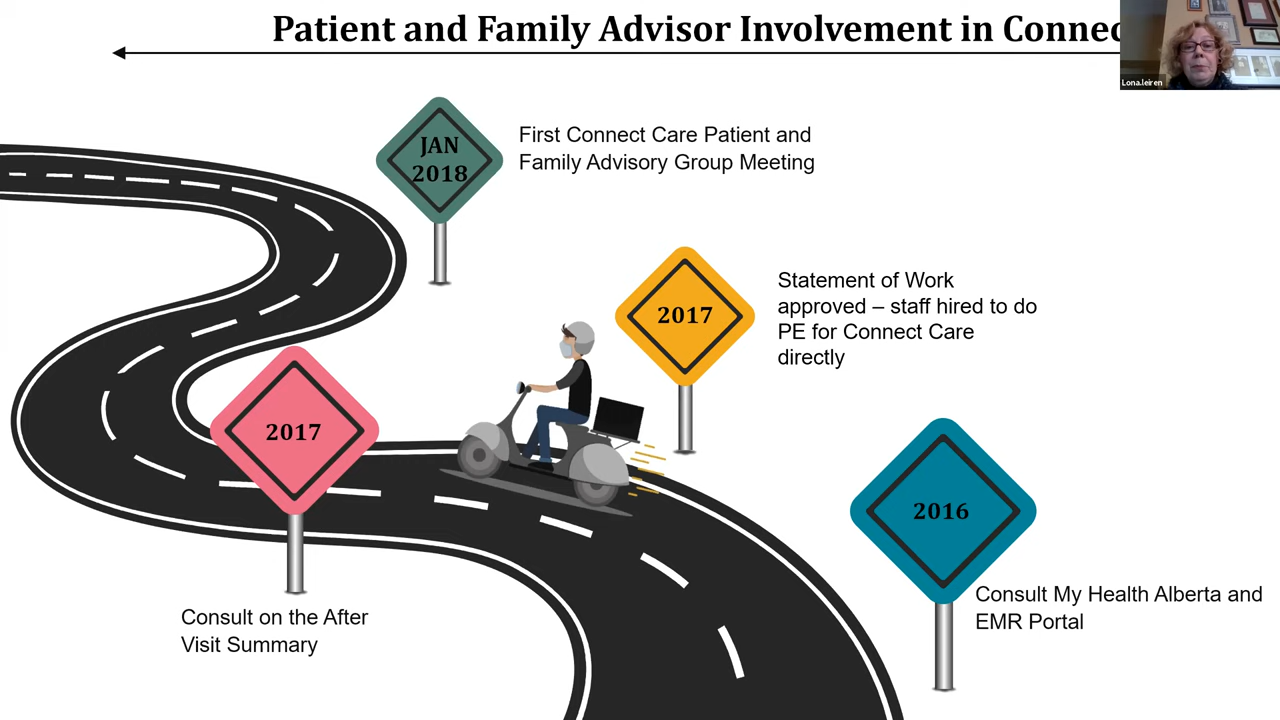 Patient and Family Advisor Involvement in Connec
Lona.leiren
JAN
2018
First Connect Care Patient and
Family Advisory Group Meeting
2017
Statement of Work
approved – staff hired to do
PE for Connect Care
directly
2017
Consult on the After
Visit Summary
2016
Consult My Health Alberta and
EMR Portal